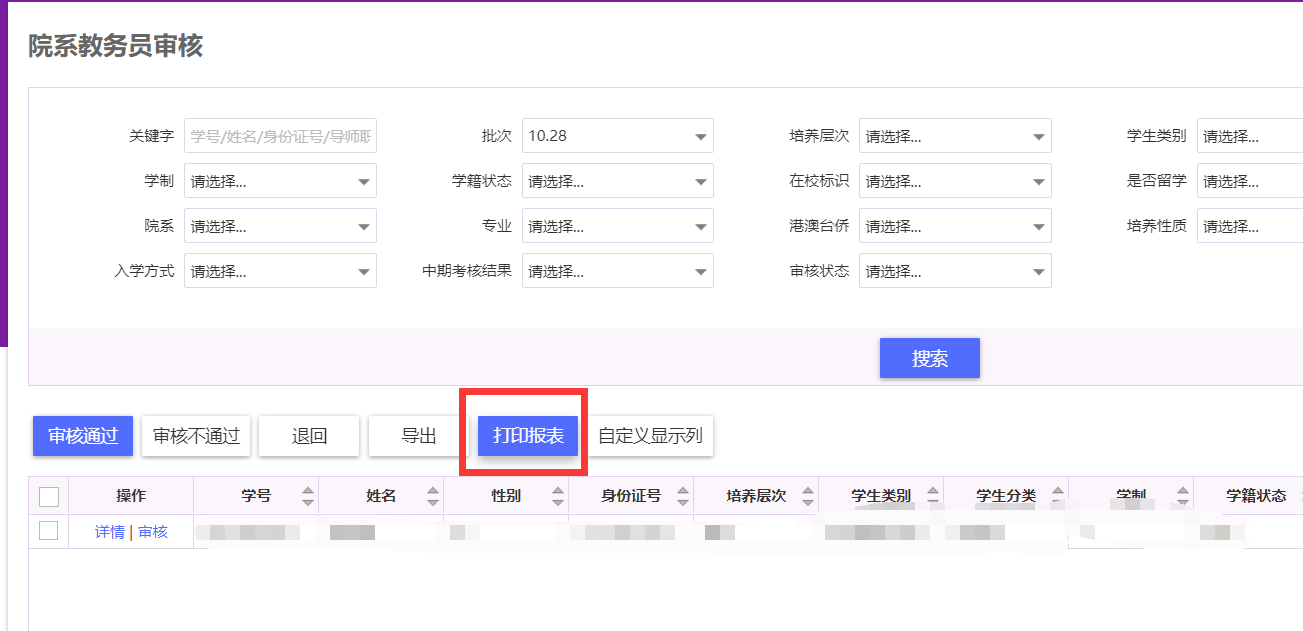 院系教务员审核
关键字 学号/姓名/身份证号/导师 批次 10.28 培养层次 请选择... 学生类别 请选择...
学制 请选择... 学籍状态 请选择... 在校标识 请选择... 是否留学 请选择...
院系 请选择... 专业 请选择... 港澳台侨 请选择... 培养性质 请选择...
入学方式 请选择... 中期考核结果 请选择... 审核状态 请选择...
搜索
审核通过 审核不通过 退回 导出 打印报表 自定义显示列
操作 学号 姓名 性别 身份证号 培养层次 学生类别 学生分类 学制 学籍状态
详情 | 审核